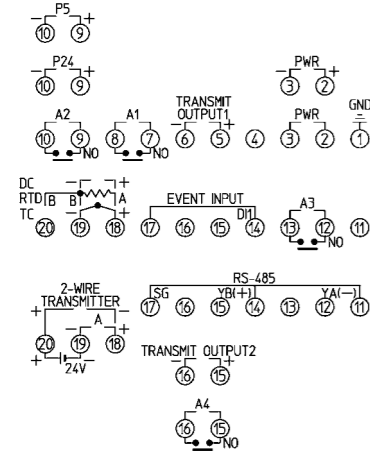 P5
− +
10 9
P24 PWR
− + − +
10 9 3 2
A2 A1 TRANSMIT OUTPUT1 PWR GND
− +
10 9 8 7 6 5 4 3 2 1
NO NO
DC − +
RTD B B A
TC − +
EVENT INPUT
DI1
A3
20 19 18 17 16 15 14 13 12 11
NO
RS-485
2-WIRE
TRANSMITTER
SG YB(+) YA(−)
+ −
− A +
17 16 15 14 13 12 11
20 19 18
+ −
24V
TRANSMIT OUTPUT2
− +
16 15
A4
16 15
NO